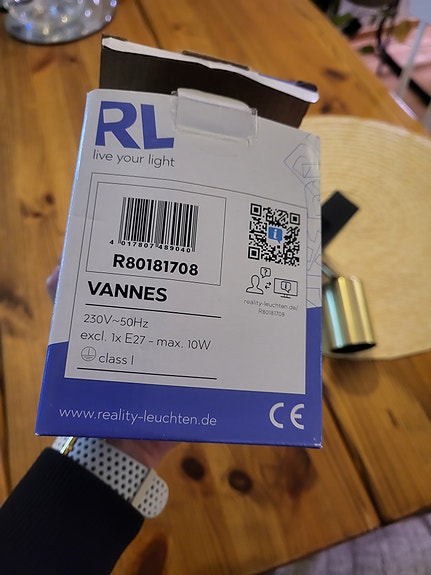 RL
live your light
4 017807 489040
R80181708
VANNES
230V~50Hz
excl. 1x E27 – max. 10W
class I
reality-leuchten.de/
R80181708
www.reality-leuchten.de
CE